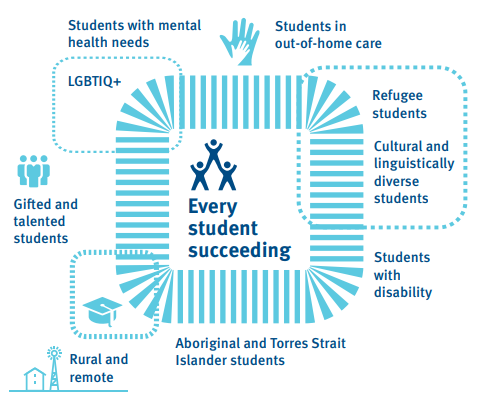 Students with mental
health needs
Students in
out-of-home care
LGBTIQ+
Refugee
students
Cultural and
linguistically
diverse
students
Gifted and
talented
students
Every
student
succeeding
Students
with
disability
Aboriginal and Torres Strait
Islander students
Rural and
remote